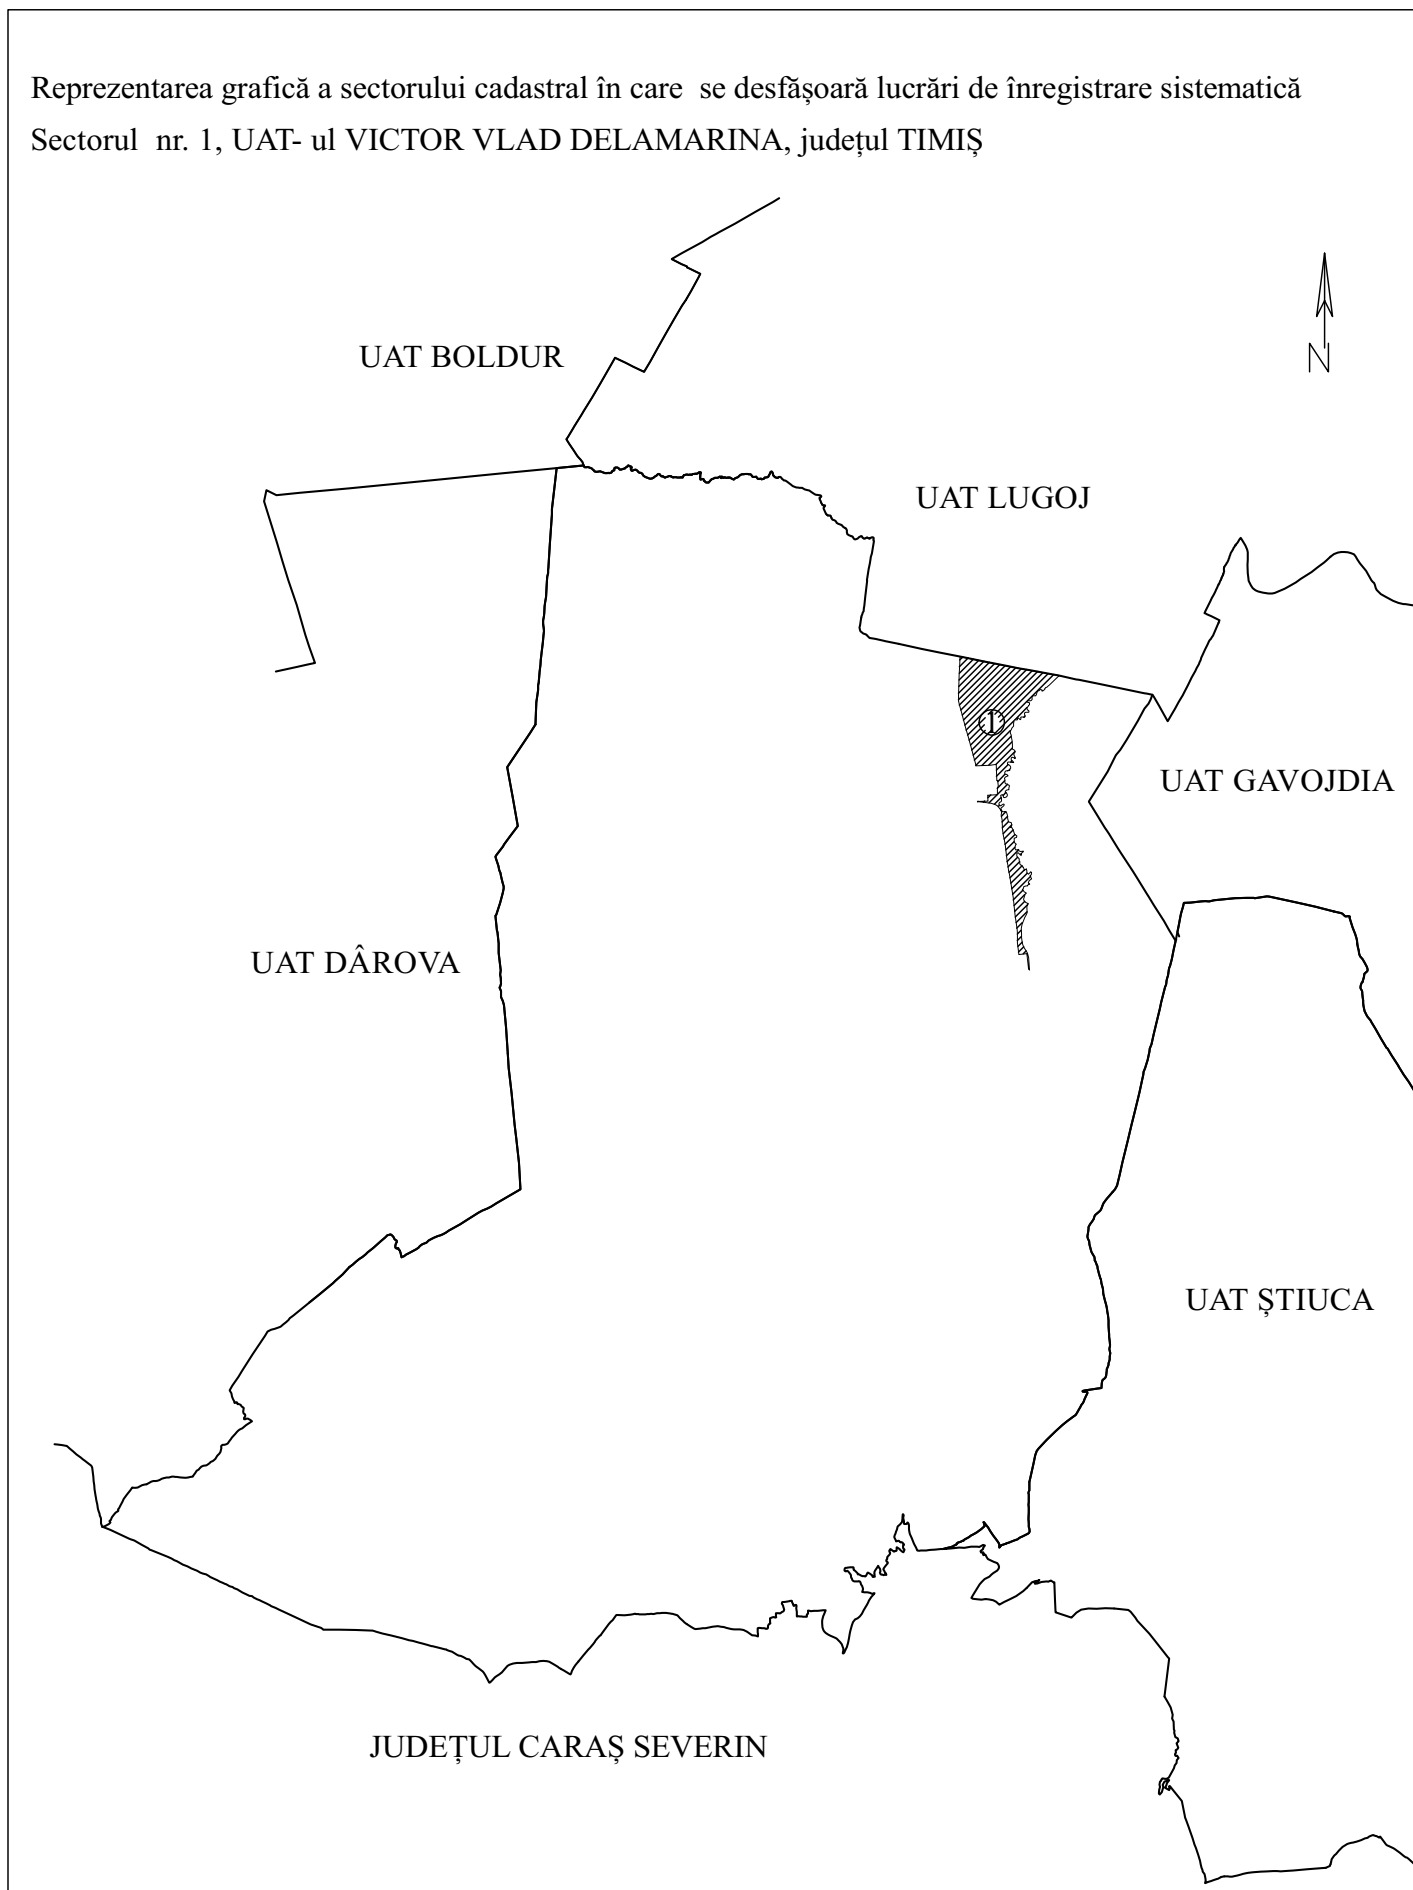 Reprezentarea grafică a sectorului cadastral în care  se desfășoară lucrări de înregistrare sistematică
Sectorul  nr. 1, UAT- ul VICTOR VLAD DELAMARINA, județul TIMIȘ
UAT BOLDUR
N
UAT LUGOJ
1
UAT GAVOJDIA
UAT DÂROVA
UAT ȘTIUCA
JUDEȚUL CARAȘ SEVERIN